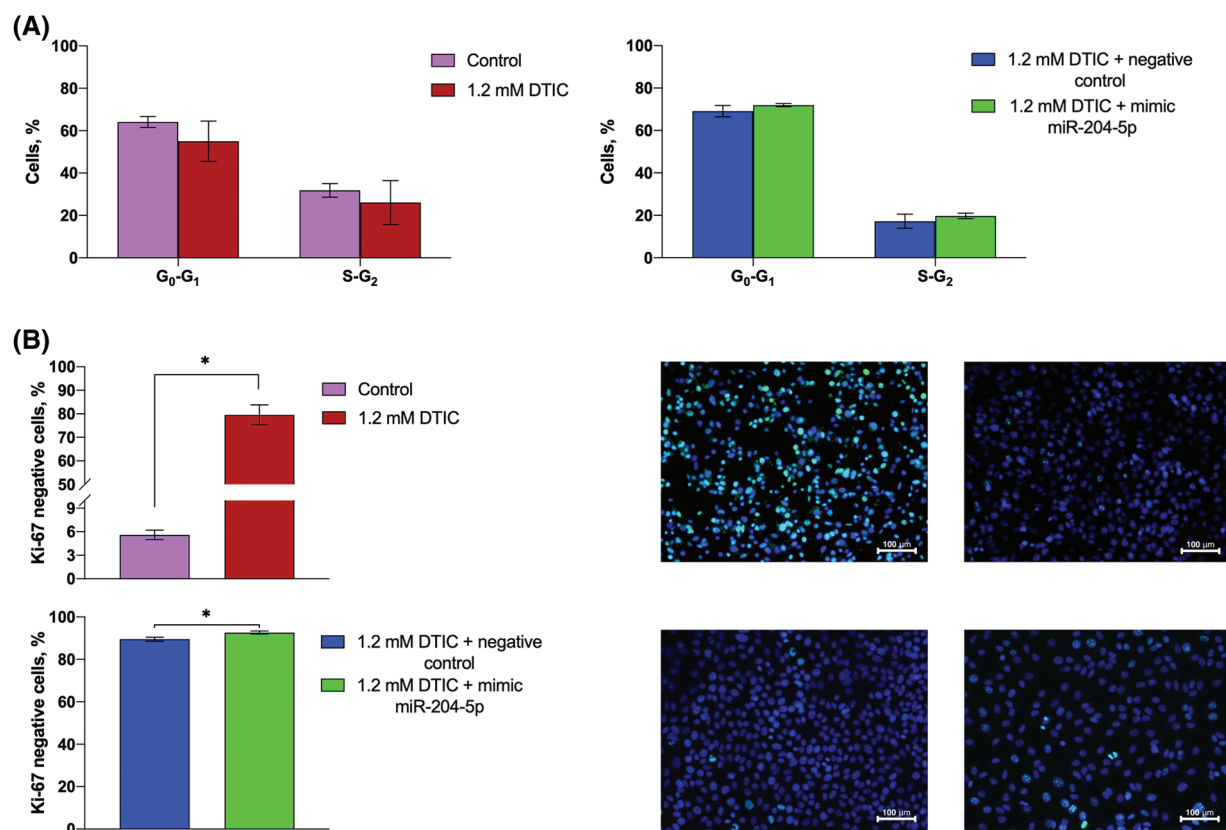 (A)
100
80
60
40
20
0
Cells, %
G₀-G₁
S-G₂
Control
1.2 mM DTIC
100
80
60
40
20
0
Cells, %
G₀-G₁
S-G₂
1.2 mM DTIC + negative
control
1.2 mM DTIC + mimic
miR-204-5p
(B)
100
90
80
70
60
50
9
6
3
0
Ki-67 negative cells, %
*
Control
1.2 mM DTIC
100 µm
100 µm
100
80
60
40
20
0
Ki-67 negative cells, %
*
1.2 mM DTIC + negative
control
1.2 mM DTIC + mimic
miR-204-5p
100 µm
100 µm